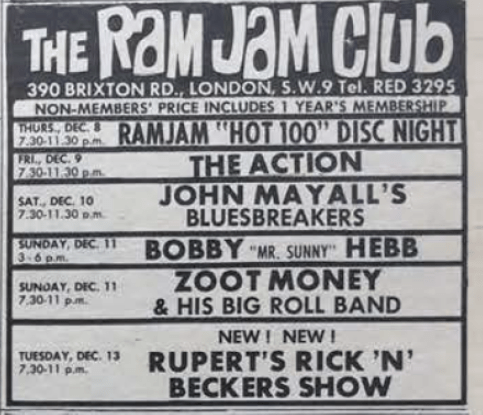 THE RAM JAM CLUB
390 BRIXTON RD., LONDON, S.W.9 Tel. RED 3295
NON-MEMBERS' PRICE INCLUDES 1 YEAR'S MEMBERSHIP
THURS., DEC. 8
7.30-11.30 p.m.
RAMJAM "HOT 100" DISC NIGHT
FRI., DEC. 9
7.30-11.30 p.m.
THE ACTION
SAT., DEC. 10
7.30-11.30 p.m.
JOHN MAYALL'S
BLUESBREAKERS
SUNDAY, DEC. 11
3 - 6 p.m.
BOBBY "MR. SUNNY" HEBB
SUNDAY, DEC. 11
7.30-11 p.m.
ZOOT MONEY
& HIS BIG ROLL BAND
TUESDAY, DEC. 13
7.30-11 p.m.
NEW ! NEW !
RUPERT'S RICK 'N'
BECKERS SHOW